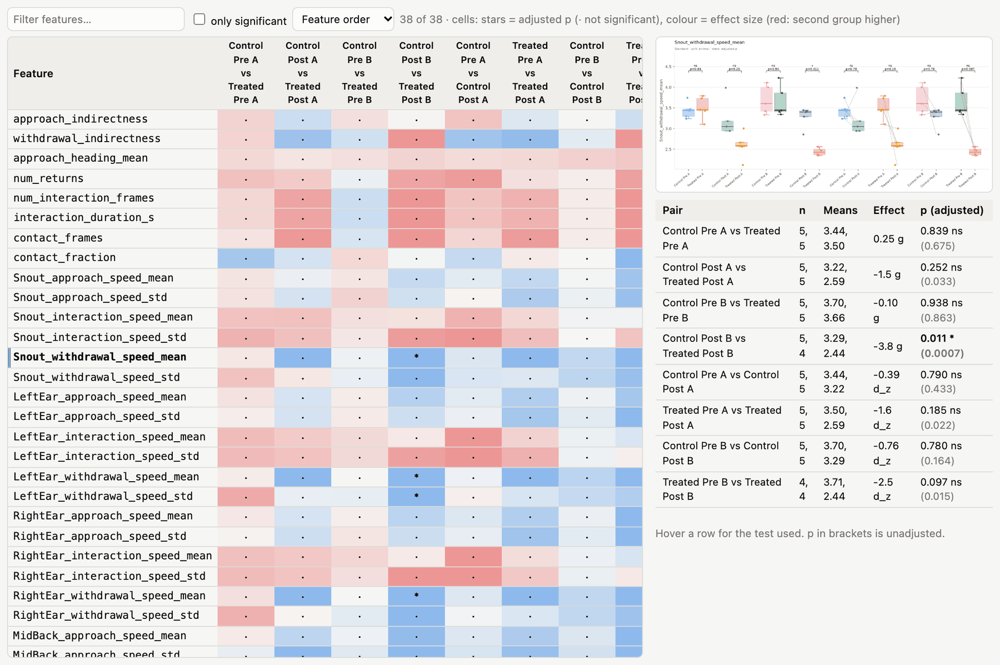 Filter features...
only significant
Feature order
38 of 38 · cells: stars = adjusted p (· not significant), colour = effect size (red: second group higher)
Feature
Control Pre A vs Treated Pre A
Control Post A vs Treated Post A
Control Pre B vs Treated Pre B
Control Post B vs Treated Post B
Control Pre A vs Control Post A
Treated Pre A vs Treated Post A
Control Pre B vs Control Post B
approach_indirectness
withdrawal_indirectness
approach_heading_mean
num_returns
num_interaction_frames
interaction_duration_s
contact_frames
contact_fraction
Snout_approach_speed_mean
Snout_approach_speed_std
Snout_interaction_speed_mean
Snout_interaction_speed_std
Snout_withdrawal_speed_mean *
Snout_withdrawal_speed_std
LeftEar_approach_speed_mean
LeftEar_approach_speed_std
LeftEar_interaction_speed_mean
LeftEar_interaction_speed_std
LeftEar_withdrawal_speed_mean *
LeftEar_withdrawal_speed_std *
RightEar_approach_speed_mean
RightEar_approach_speed_std
RightEar_interaction_speed_mean
RightEar_interaction_speed_std
RightEar_withdrawal_speed_mean *
RightEar_withdrawal_speed_std
MidBack_approach_speed_mean
MidBack_approach_speed_std
Snout_withdrawal_speed_mean
Standard · unit: animal · stars: adjusted p
Snout_withdrawal_speed_mean
4.5
4.0
3.5
3.0
2.5
ns p=0.84
ns p=0.25
ns p=0.94
* p=0.011
ns p=0.79
ns p=0.19
ns p=0.78
ns p=0.097
Control Pre A
Treated Pre A
Control Post A
Treated Post A
Control Pre B
Treated Pre B
Control Post B
Treated Post B
Control Pre A
Control Post A
Treated Pre A
Treated Post A
Control Pre B
Control Post B
Treated Pre B
Treated Post B
Pair n Means Effect p (adjusted)
Control Pre A vs Treated Pre A 5, 5 3.44, 3.50 0.25 g 0.839 ns (0.675)
Control Post A vs Treated Post A 5, 5 3.22, 2.59 -1.5 g 0.252 ns (0.033)
Control Pre B vs Treated Pre B 5, 5 3.70, 3.66 -0.10 g 0.938 ns (0.863)
Control Post B vs Treated Post B 5, 4 3.29, 2.44 -3.8 g 0.011 * (0.0007)
Control Pre A vs Control Post A 5, 5 3.44, 3.22 -0.39 d_z 0.790 ns (0.433)
Treated Pre A vs Treated Post A 5, 5 3.50, 2.59 -1.6 d_z 0.185 ns (0.022)
Control Pre B vs Control Post B 5, 5 3.70, 3.29 -0.76 d_z 0.780 ns (0.164)
Treated Pre B vs Treated Post B 4, 4 3.71, 2.44 -2.5 d_z 0.097 ns (0.015)
Hover a row for the test used. p in brackets is unadjusted.